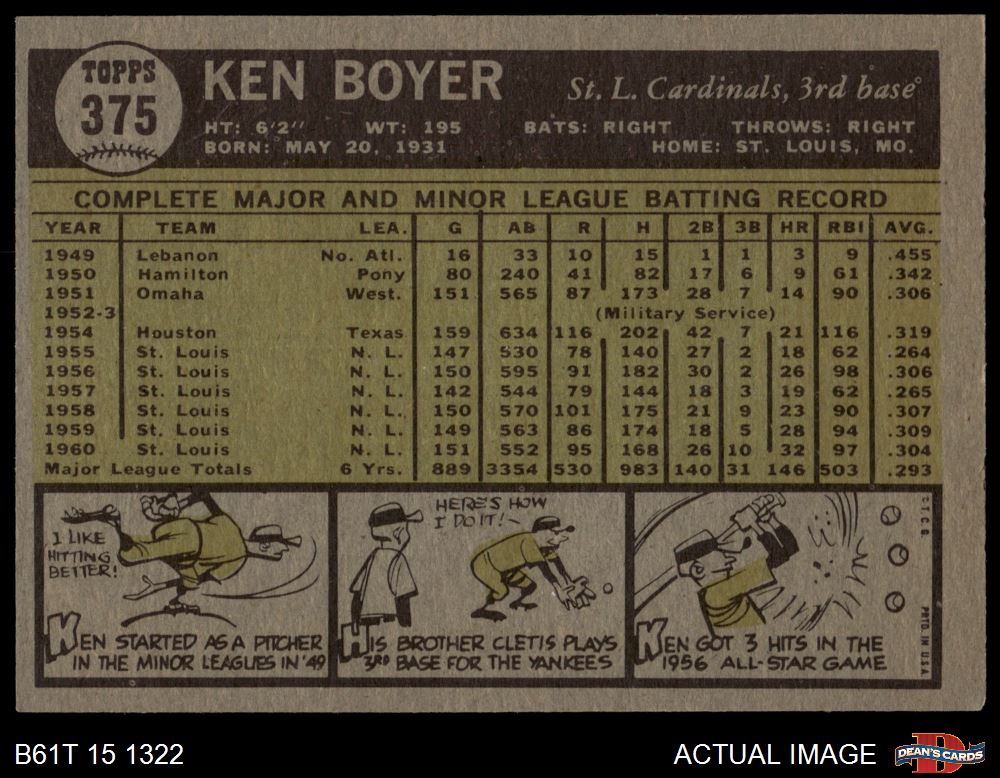 TOPPS
375
KEN BOYER
St. L. Cardinals, 3rd base
HT: 6'2" WT: 195 BATS: RIGHT THROWS: RIGHT
BORN: MAY 20, 1931 HOME: ST. LOUIS, MO.
COMPLETE MAJOR AND MINOR LEAGUE BATTING RECORD
YEAR TEAM LEA. G AB R H 2B 3B HR RBI AVG.
1949 Lebanon No. Atl. 16 33 10 15 1 1 3 9 .455
1950 Hamilton Pony 80 240 41 82 17 6 9 61 .342
1951 Omaha West. 151 565 87 173 28 7 14 90 .306
1952-3 (Military Service)
1954 Houston Texas 159 634 116 202 42 7 21 116 .319
1955 St. Louis N. L. 147 530 78 140 27 2 18 62 .264
1956 St. Louis N. L. 150 595 91 182 30 2 26 98 .306
1957 St. Louis N. L. 142 544 79 144 18 3 19 62 .265
1958 St. Louis N. L. 150 570 101 175 21 9 23 90 .307
1959 St. Louis N. L. 149 563 86 174 18 5 28 94 .309
1960 St. Louis N. L. 151 552 95 168 26 10 32 97 .304
Major League Totals 6 Yrs. 889 3354 530 983 140 31 146 503 .293
I LIKE
HITTING
BETTER!
KEN STARTED AS A PITCHER
IN THE MINOR LEAGUES IN '49
HERE'S HOW
I DO IT!-
HIS BROTHER CLETIS PLAYS
3RD BASE FOR THE YANKEES
KEN GOT 3 HITS IN THE
1956 ALL-STAR GAME
© T.C.G. PRTD. IN U.S.A.
B61T 15 1322
ACTUAL IMAGE
DEAN'S CARDS